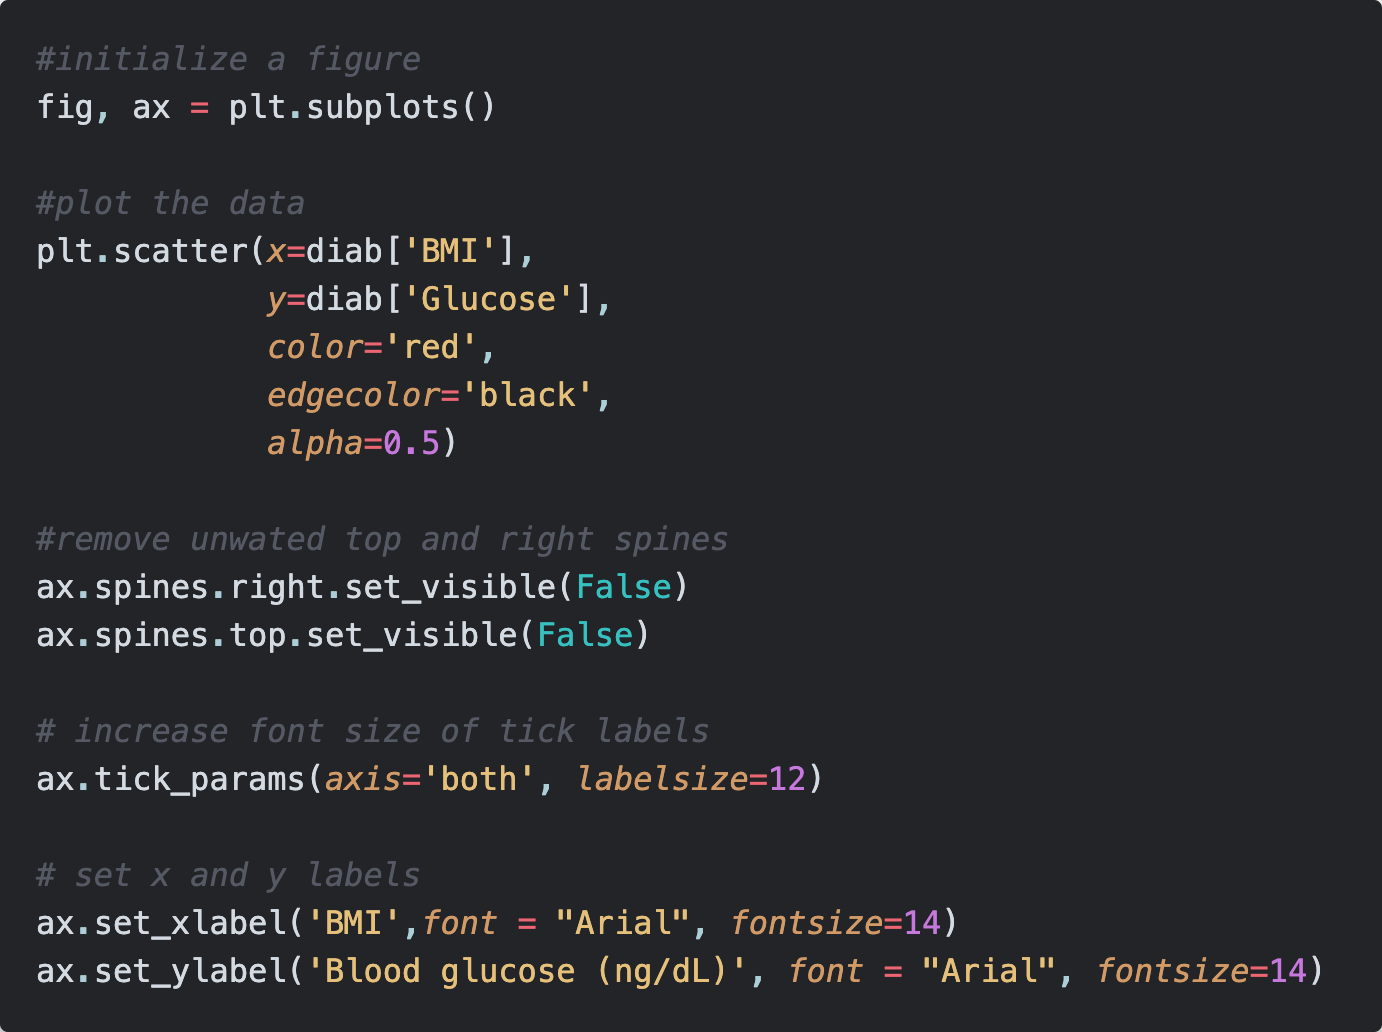 #initialize a figure
fig, ax = plt.subplots()
#plot the data
plt.scatter(x=diab['BMI'],
y=diab['Glucose'],
color='red',
edgecolor='black',
alpha=0.5)
#remove unwated top and right spines
ax.spines.right.set_visible(False)
ax.spines.top.set_visible(False)
# increase font size of tick labels
ax.tick_params(axis='both', labelsize=12)
# set x and y labels
ax.set_xlabel('BMI',font = "Arial", fontsize=14)
ax.set_ylabel('Blood glucose (ng/dL)', font = "Arial", fontsize=14)